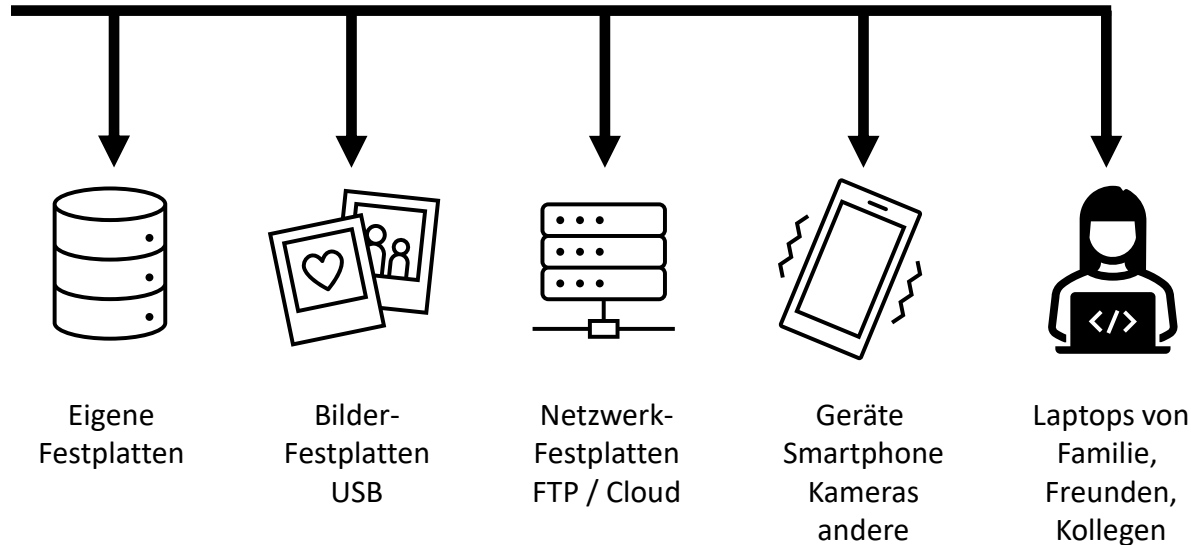 </>
Eigene
Festplatten
Bilder-
Festplatten
USB
Netzwerk-
Festplatten
FTP / Cloud
Geräte
Smartphone
Kameras
andere
Laptops von
Familie,
Freunden,
Kollegen